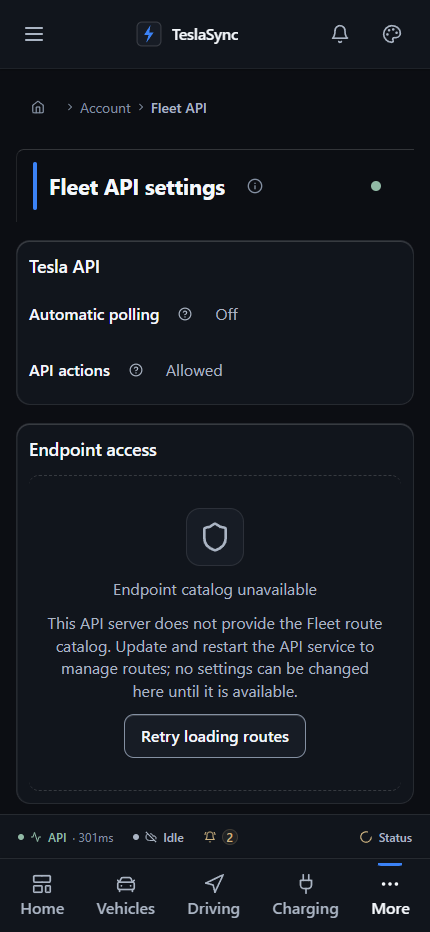 TeslaSync
Account
Fleet API
Fleet API settings
Tesla API
Automatic polling
Off
API actions
Allowed
Endpoint access
Endpoint catalog unavailable
This API server does not provide the Fleet route
catalog. Update and restart the API service to
manage routes; no settings can be changed
here until it is available.
Retry loading routes
API · 301ms
Idle
2
Status
Home
Vehicles
Driving
Charging
More